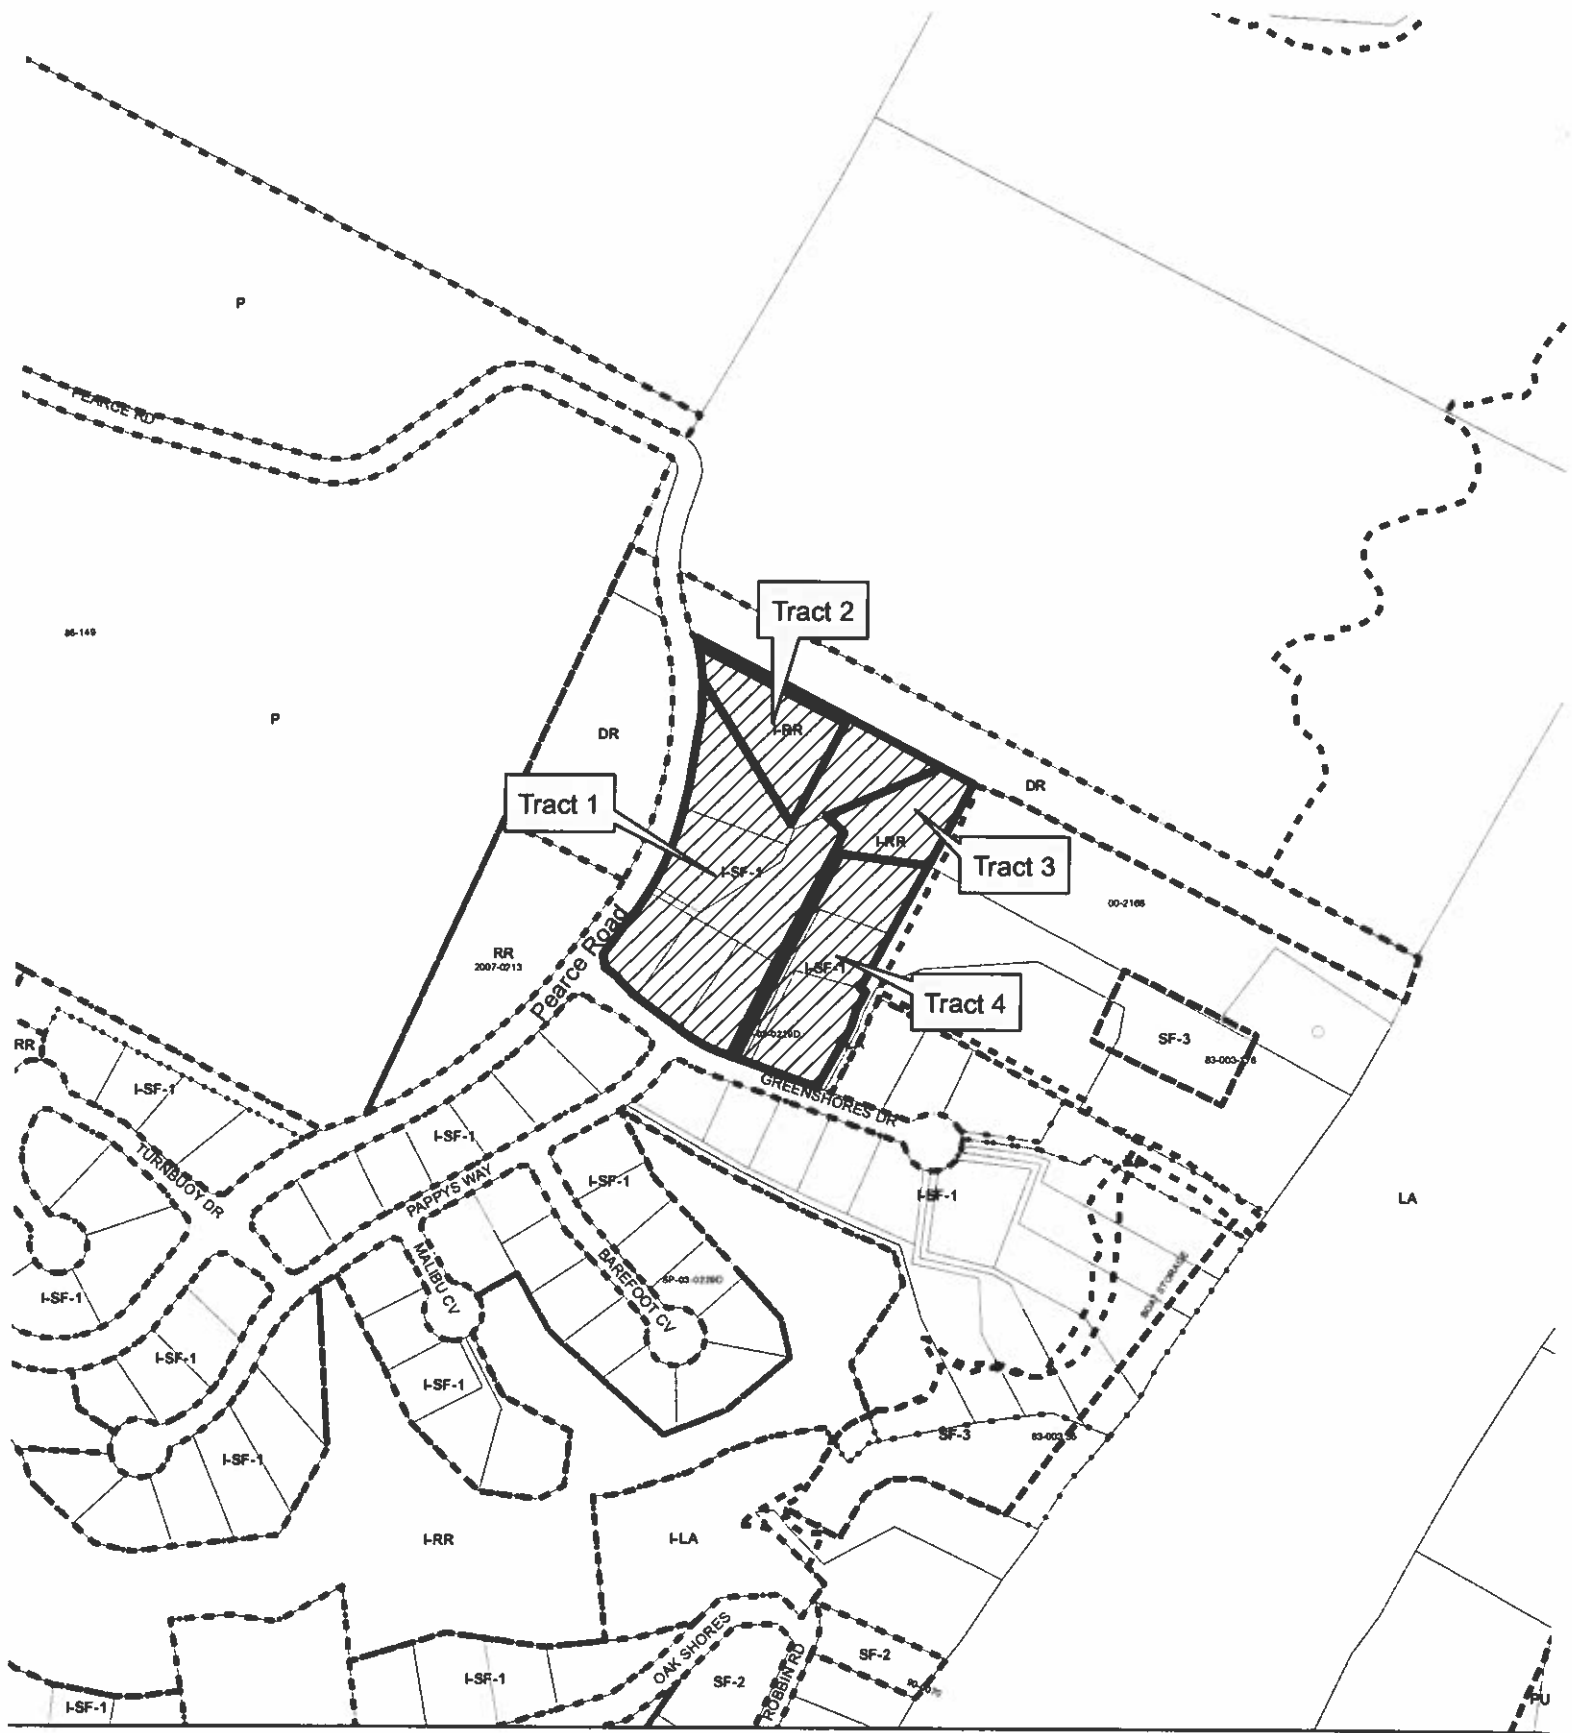 P
PEARCE RD
86-149
Tract 2
P
I-RR
DR
DR
Tract 1
I-RR
Tract 3
I-SF-1
00-2166
Pearce Road
RR
2007-0213
I-SF-1
Tract 4
SF-3
RR
I-SF-1
GREENSHORES DR
I-SF-1
TURNBUOY DR
PAPPYS WAY
I-SF-1
I-SF-1
LA
MALIBU CV
BAREFOOT CV
BOAT STORAGE
I-SF-1
I-SF-1
I-SF-1
SF-3
I-SF-1
I-RR
I-LA
OAK SHORES
SF-2
I-SF-1
SF-2
ROBBIN RD
I-SF-1
PU